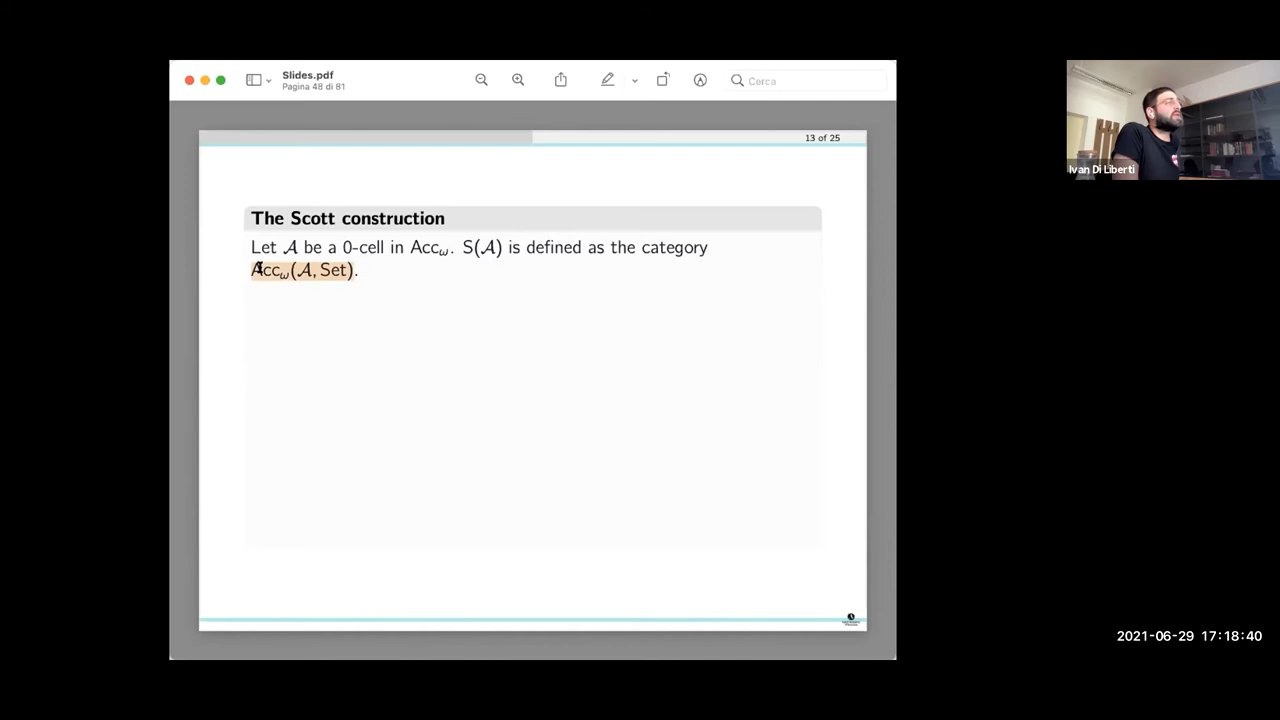 Slides.pdf
Pagina 48 di 81
Cerca
13 of 25
The Scott construction
Let 𝒜 be a 0-cell in Acc_ω. S(𝒜) is defined as the category
Acc_ω(𝒜, Set).
Ivan Di Liberti
2021-06-29 17:18:40